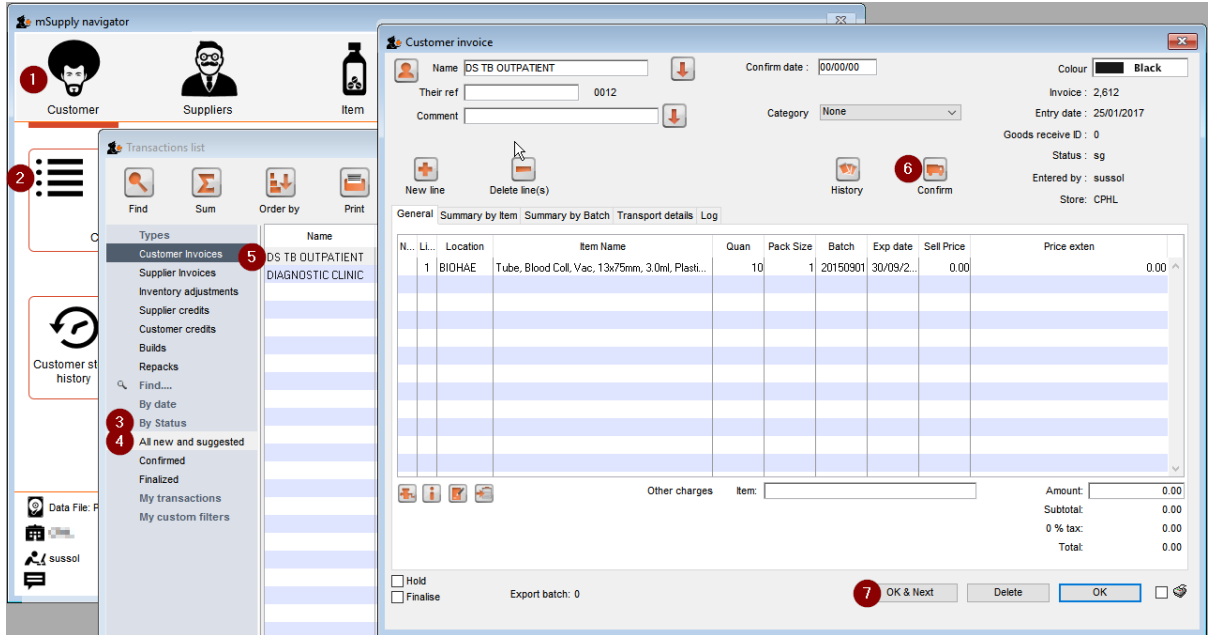 mSupply navigator
1
Customer
Suppliers
Item
2
C
Customer st
history
Data File: P
sussol
Transactions list
Find
Sum
Order by
Print
Types
Customer Invoices
Supplier Invoices
Inventory adjustments
Supplier credits
Customer credits
Builds
Repacks
Find....
By date
3 By Status
4 All new and suggested
Confirmed
Finalized
My transactions
My custom filters
Name
5 DS TB OUTPATIENT
DIAGNOSTIC CLINIC
Customer invoice
Name DS TB OUTPATIENT
Confirm date : 00/00/00
Colour Black
Their ref 0012
Invoice : 2,612
Comment
Category None
Entry date : 25/01/2017
Goods receive ID : 0
Status : sg
Entered by : sussol
Store: CPHL
New line
Delete line(s)
History
6 Confirm
General Summary by Item Summary by Batch Transport details Log
N... Li... Location Item Name Quan Pack Size Batch Exp date Sell Price Price exten
1 BIOHAE Tube, Blood Coll, Vac, 13x75mm, 3.0ml, Plasti... 10 1 20150901 30/09/2... 0.00 0.00
Other charges Item: Amount: 0.00
Subtotal: 0.00
0 % tax: 0.00
Total: 0.00
Hold
Finalise
Export batch: 0
7 OK & Next
Delete
OK